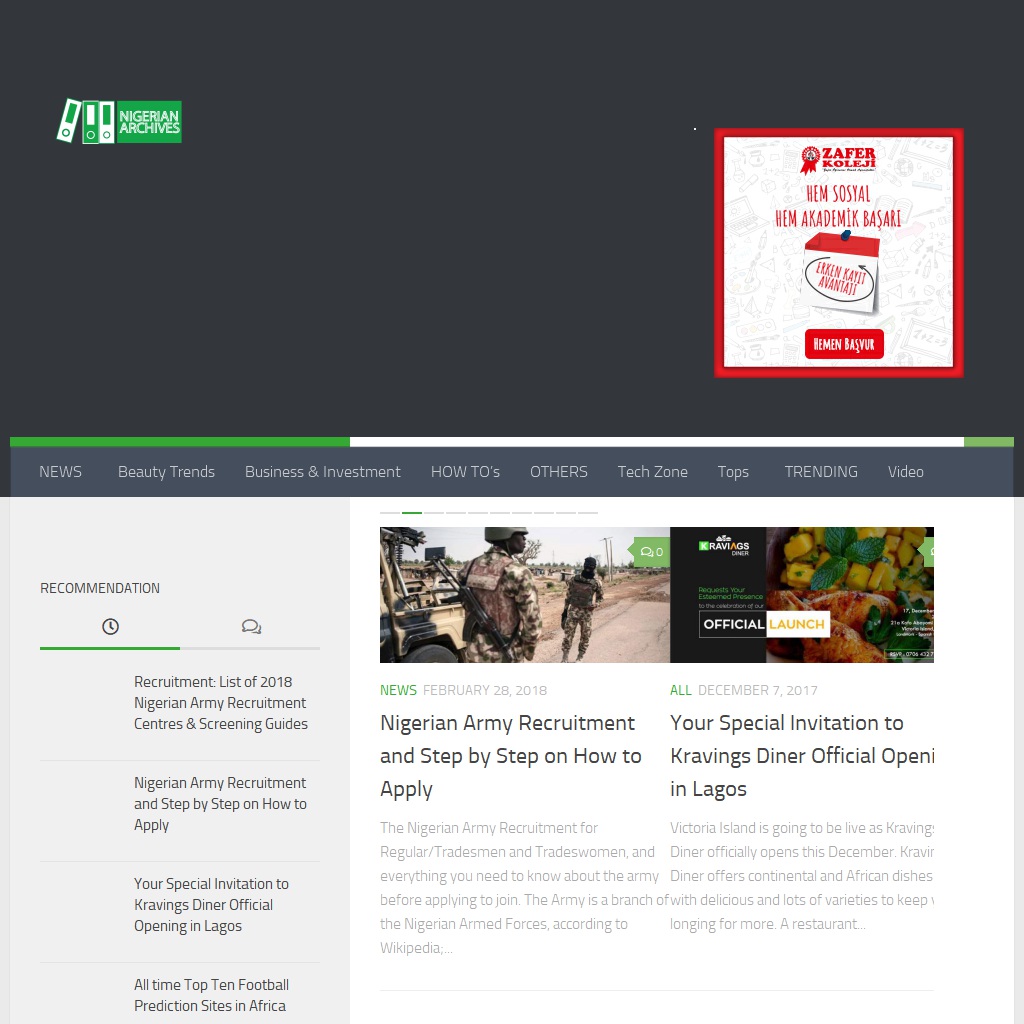 NIGERIAN
ARCHIVES
ZAFER
KOLEJİ
HEM SOSYAL
HEM AKADEMİK BAŞARI
ERKEN KAYIT
AVANTAJI
HEMEN BAŞVUR
NEWS
Beauty Trends
Business & Investment
HOW TO's
OTHERS
Tech Zone
Tops
TRENDING
Video
RECOMMENDATION
Recruitment: List of 2018
Nigerian Army Recruitment
Centres & Screening Guides
Nigerian Army Recruitment
and Step by Step on How to
Apply
Your Special Invitation to
Kravings Diner Official
Opening in Lagos
All time Top Ten Football
Prediction Sites in Africa
0
NEWS FEBRUARY 28, 2018
Nigerian Army Recruitment
and Step by Step on How to
Apply
The Nigerian Army Recruitment for
Regular/Tradesmen and Tradeswomen, and
everything you need to know about the army
before applying to join. The Army is a branch of
the Nigerian Armed Forces, according to
Wikipedia;...
KRAVINGS
DINER
Requests Your
Esteemed Presence
to the celebration of our
OFFICIAL LAUNCH
17, December
Victoria Island,
ALL DECEMBER 7, 2017
Your Special Invitation to
Kravings Diner Official Openi
in Lagos
Victoria Island is going to be live as Kravings
Diner officially opens this December. Kravin
Diner offers continental and African dishes
with delicious and lots of varieties to keep
longing for more. A restaurant...